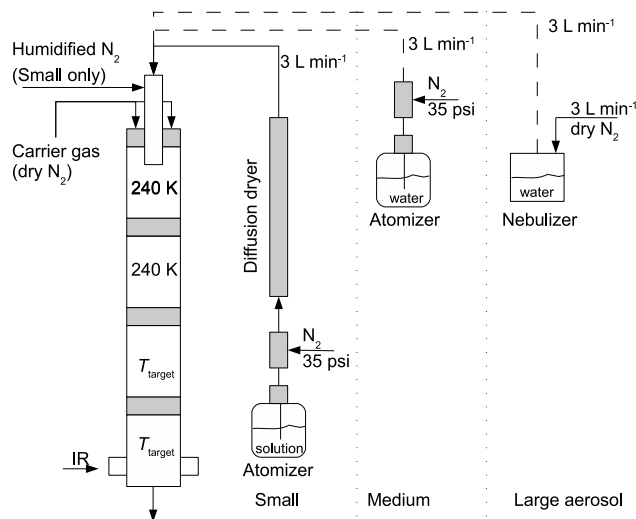 Humidified N₂
(Small only)
Carrier gas
(dry N₂)
240 K
240 K
T_target
T_target
IR
3 L min⁻¹
Diffusion dryer
N₂
35 psi
solution
Atomizer
Small
3 L min⁻¹
N₂
35 psi
water
Atomizer
Medium
3 L min⁻¹
3 L min⁻¹
dry N₂
water
Nebulizer
Large aerosol